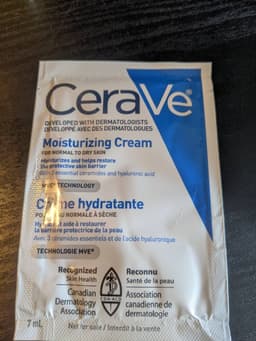 CeraVe®
DEVELOPED WITH DERMATOLOGISTS
DÉVELOPPÉ AVEC DES DERMATOLOGUES
Moisturizing Cream
FOR NORMAL TO DRY SKIN
Moisturizes and helps restore
the protective skin barrier
With 3 essential ceramides and hyaluronic acid
MVE® TECHNOLOGY
Crème hydratante
POUR PEAU NORMALE À SÈCHE
Hydrate et aide à restaurer
la barrière protectrice de la peau
Avec 3 céramides essentiels et de l'acide hyaluronique
TECHNOLOGIE MVE®
Recognized
Skin Health
Canadian
Dermatology
Association
Reconnu
Santé de la peau
Association
canadienne de
dermatologie
7 mL
Not for sale / Interdit à la vente